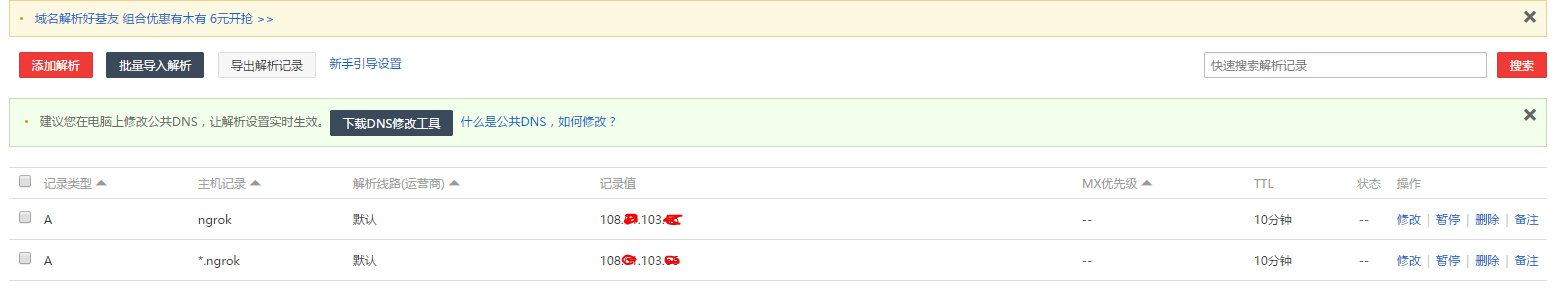 域名解析好基友 组合优惠有木有 6元开抢 >>
添加解析 批量导入解析 导出解析记录 新手引导设置 快速搜索解析记录 搜索
建议您在电脑上修改公共DNS，让解析设置实时生效。 下载DNS修改工具 什么是公共DNS，如何修改？
记录类型 主机记录 解析线路(运营商) 记录值 MX优先级 TTL 状态 操作
A ngrok 默认 108. .103. -- 10分钟 -- 修改 | 暂停 | 删除 | 备注
A *.ngrok 默认 108. .103. -- 10分钟 -- 修改 | 暂停 | 删除 | 备注